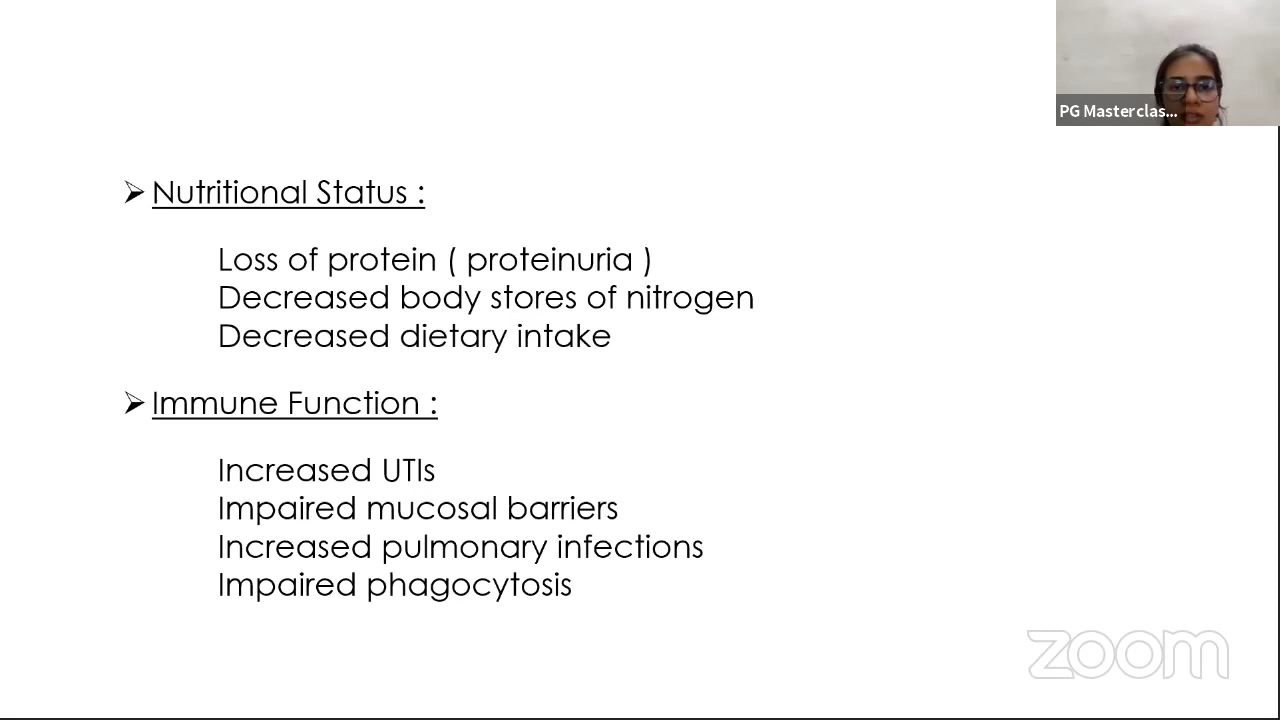 PG Masterclas...
➢ Nutritional Status :
Loss of protein ( proteinuria )
Decreased body stores of nitrogen
Decreased dietary intake
➢ Immune Function :
Increased UTIs
Impaired mucosal barriers
Increased pulmonary infections
Impaired phagocytosis
zoom